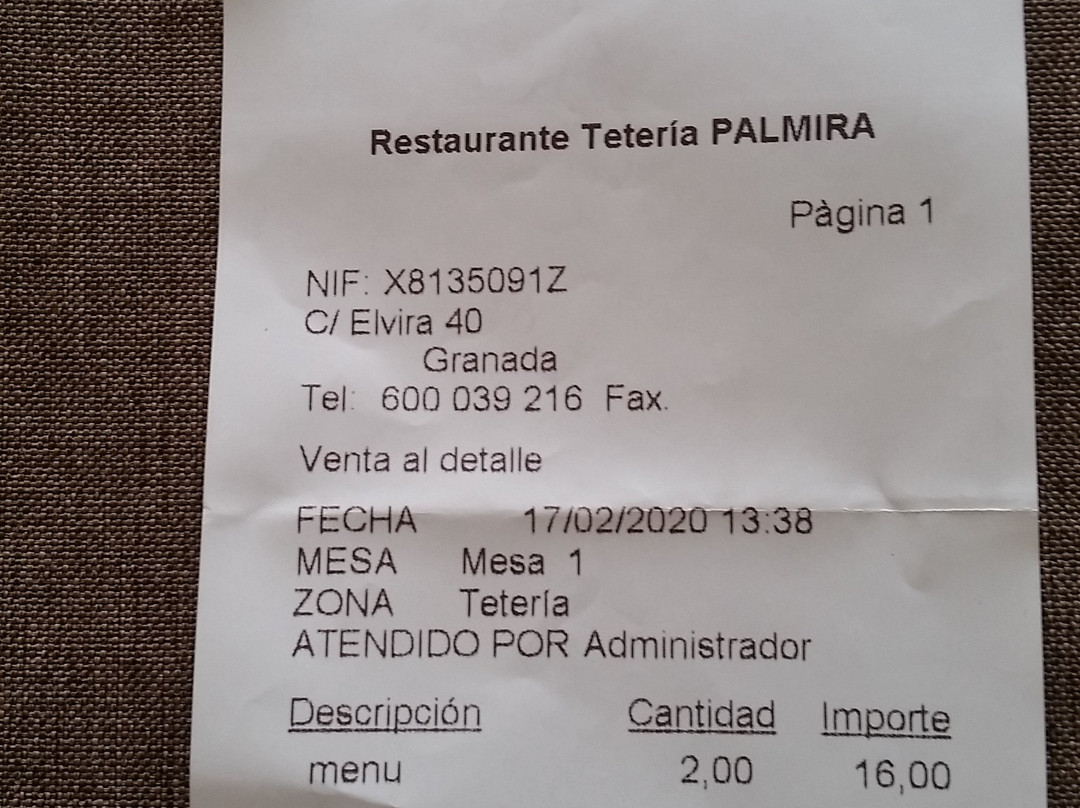 Restaurante Tetería PALMIRA
Pàgina 1
NIF: X8135091Z
C/ Elvira 40
Granada
Tel: 600 039 216 Fax.
Venta al detalle
FECHA 17/02/2020 13:38
MESA Mesa 1
ZONA Tetería
ATENDIDO POR Administrador
Descripción Cantidad Importe
menu 2,00 16,00